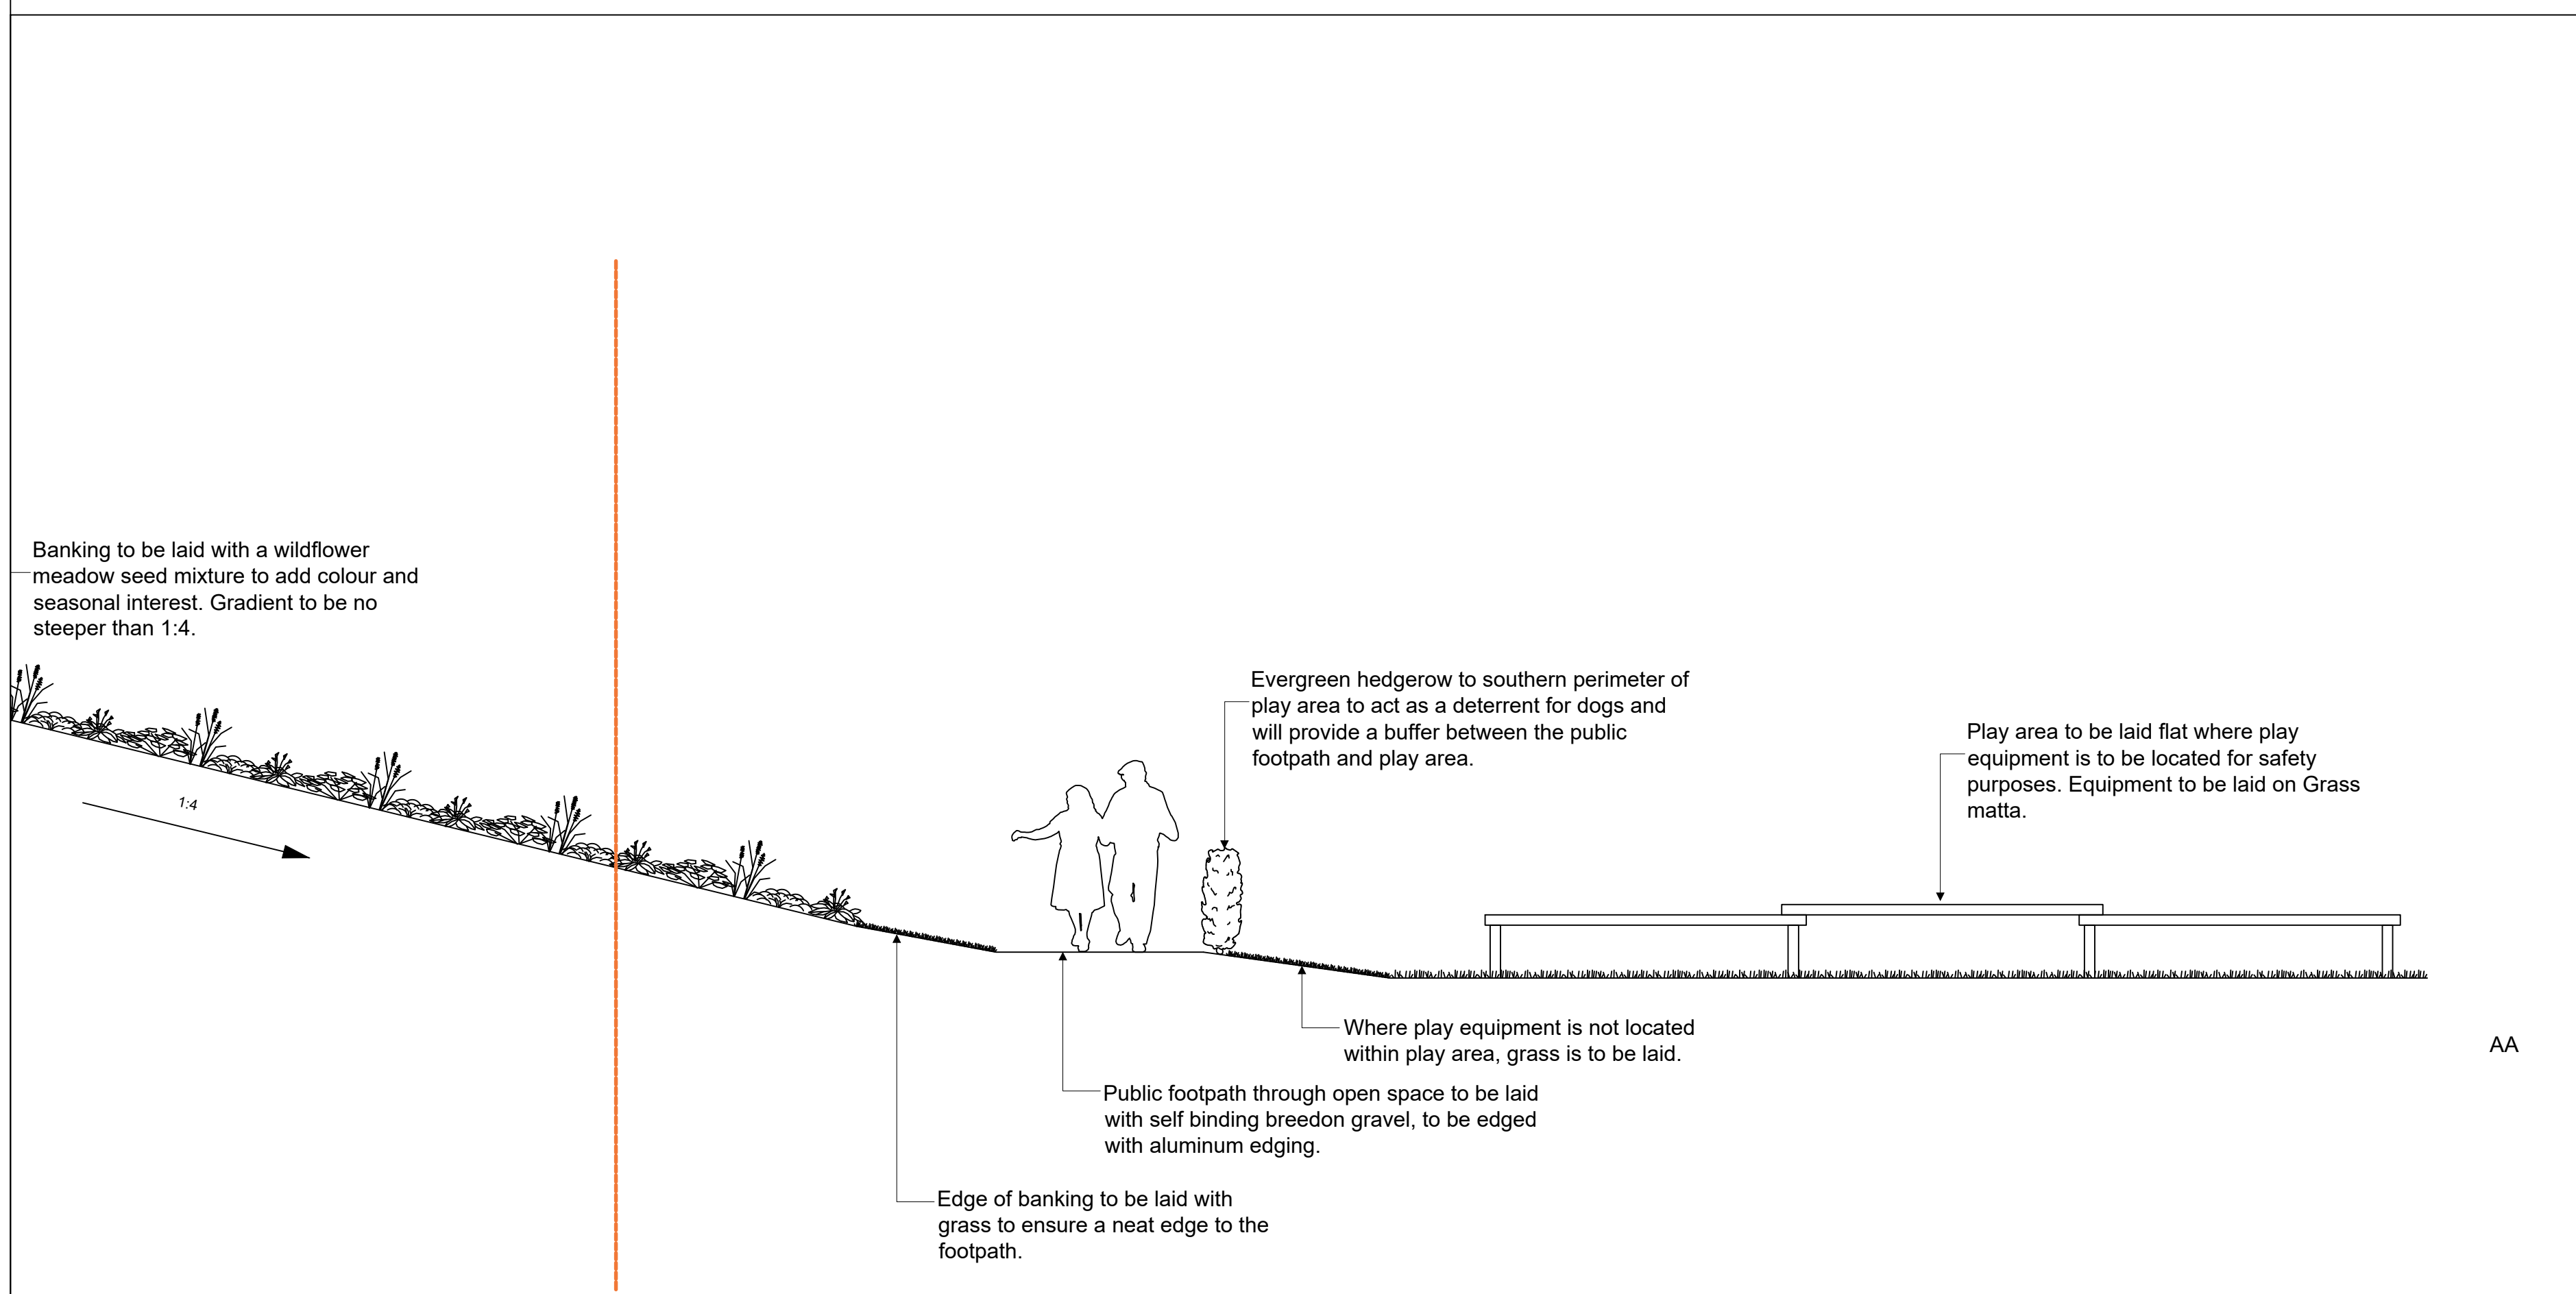 Banking to be laid with a wildflower
meadow seed mixture to add colour and
seasonal interest. Gradient to be no
steeper than 1:4.
1:4
Evergreen hedgerow to southern perimeter of
play area to act as a deterrent for dogs and
will provide a buffer between the public
footpath and play area.
Play area to be laid flat where play
equipment is to be located for safety
purposes. Equipment to be laid on Grass
matta.
Where play equipment is not located
within play area, grass is to be laid.
AA
Public footpath through open space to be laid
with self binding breedon gravel, to be edged
with aluminum edging.
Edge of banking to be laid with
grass to ensure a neat edge to the
footpath.